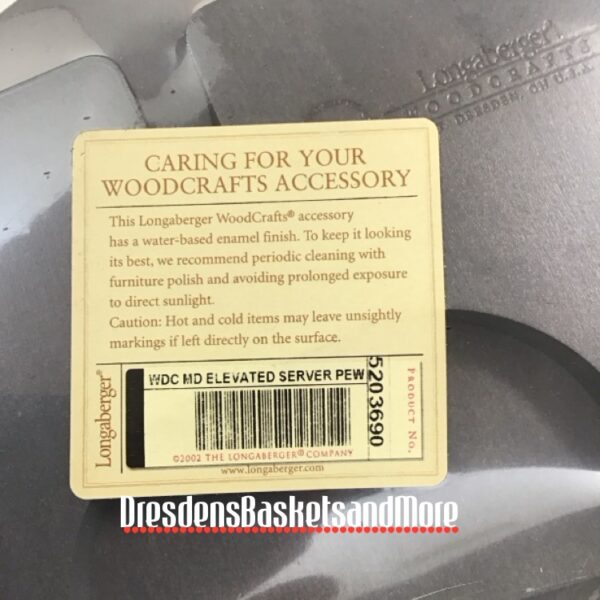 Longaberger®
WOODCRAFTS
DRESDEN, OH U.S.A.
CARING FOR YOUR
WOODCRAFTS ACCESSORY
This Longaberger WoodCrafts® accessory
has a water-based enamel finish. To keep it looking
its best, we recommend periodic cleaning with
furniture polish and avoiding prolonged exposure
to direct sunlight.
Caution: Hot and cold items may leave unsightly
markings if left directly on the surface.
Longaberger®
WDC MD ELEVATED SERVER PEW
5203690
PRODUCT NO.
©2002 THE LONGABERGER® COMPANY
www.longaberger.com
DresdensBasketsandMore